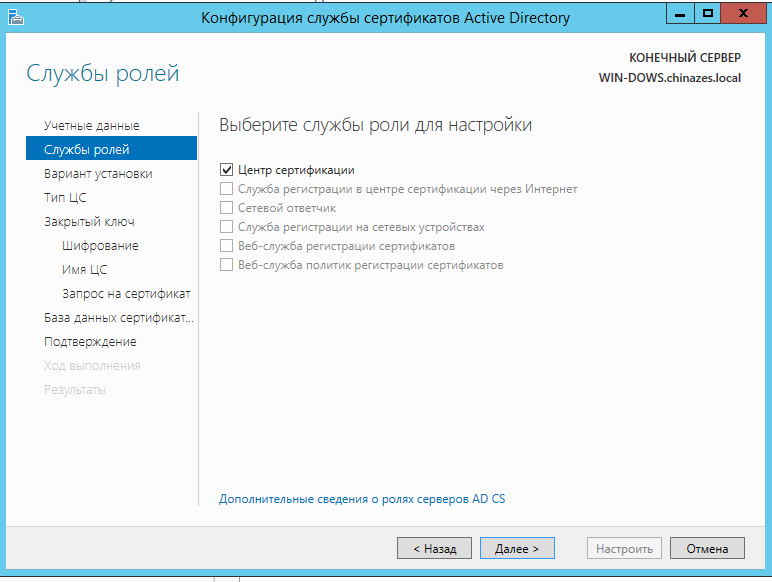 Конфигурация службы сертификатов Active Directory
Службы ролей
КОНЕЧНЫЙ СЕРВЕР
WIN-DOWS.chinazes.local
Учетные данные
Службы ролей
Вариант установки
Тип ЦС
Закрытый ключ
Шифрование
Имя ЦС
Запрос на сертификат
База данных сертификат...
Подтверждение
Ход выполнения
Результаты
Выберите службы роли для настройки
Центр сертификации
Служба регистрации в центре сертификации через Интернет
Сетевой ответчик
Служба регистрации на сетевых устройствах
Веб-служба регистрации сертификатов
Веб-служба политик регистрации сертификатов
Дополнительные сведения о ролях серверов AD CS
< Назад
Далее >
Настроить
Отмена